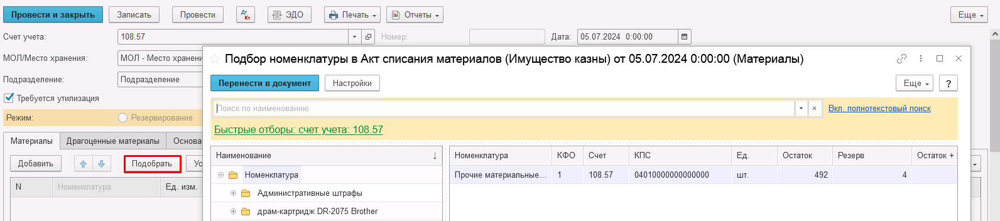 Провести и закрыть Записать Провести Дт Кт ЭДО Печать Отчеты Еще
Счет учета: 108.57 Номер: Дата: 05.07.2024 0:00:00
МОЛ/Место хранения: МОЛ - Место хранени
Подразделение: Подразделение
Требуется утилизация
Режим: Резервирование
Материалы Драгоценные материалы Основа
Добавить Подобрать Ус
N Номенклатура Ед. изм.
Подбор номенклатуры в Акт списания материалов (Имущество казны) от 05.07.2024 0:00:00 (Материалы)
Перенести в документ Настройки Еще ?
Поиск по наименованию Вкл. полнотекстовый поиск
Быстрые отборы: счет учета: 108.57
Наименование Номенклатура КФО Счет КПС Ед. Остаток Резерв Остаток +
Номенклатура Прочие материальные... 1 108.57 04010000000000000 шт. 492 4
Административные штрафы
драм-картридж DR-2075 Brother